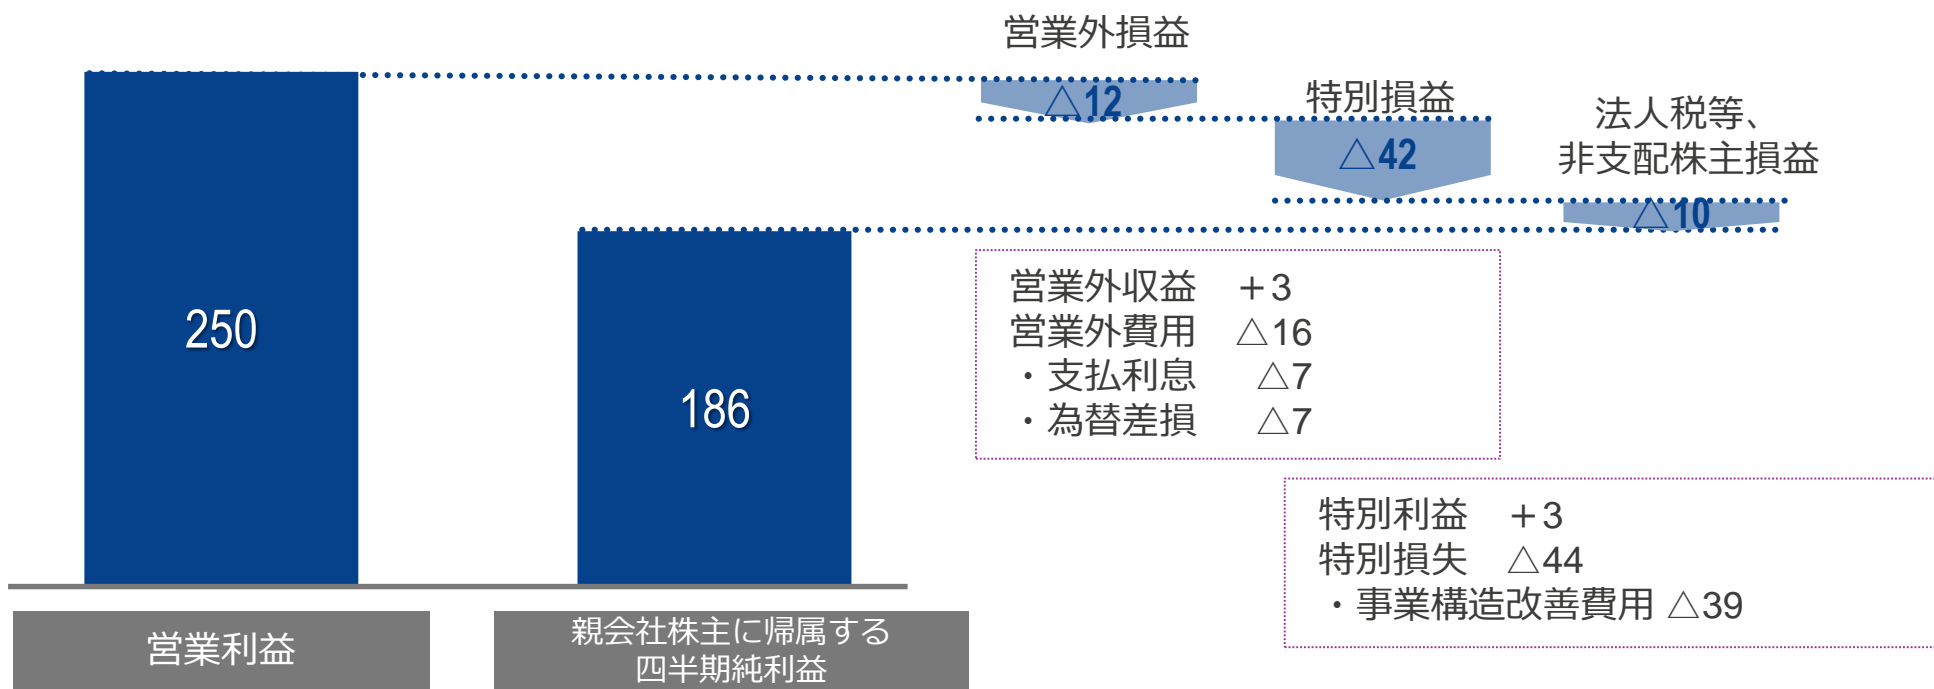 営業外損益
△12
特別損益
△42
法人税等、
非支配株主損益
△10
250
186
営業外収益　＋3
営業外費用　△16
・支払利息　△7
・為替差損　△7
特別利益　＋3
特別損失　△44
・事業構造改善費用 △39
営業利益
親会社株主に帰属する
四半期純利益